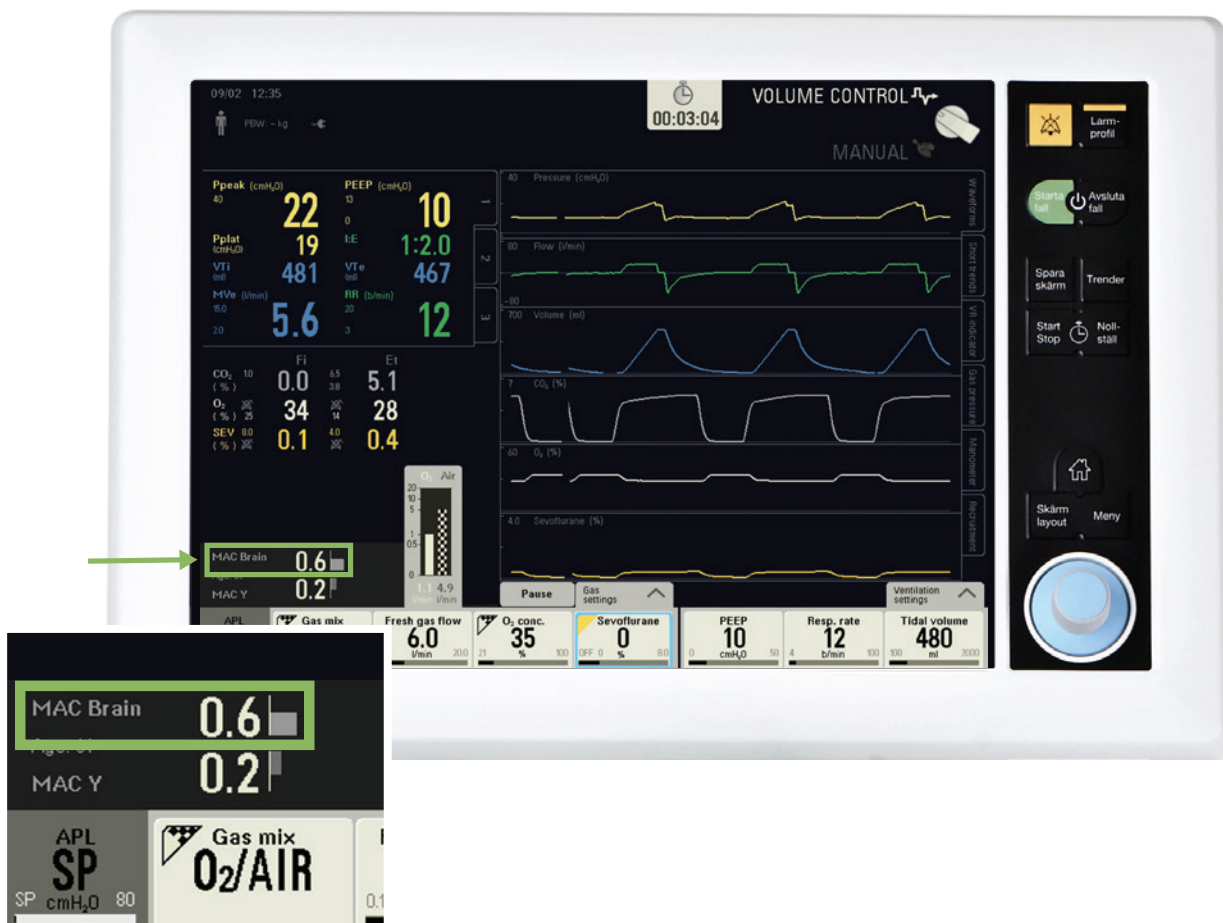 09/02 12:35
00:03:04
VOLUME CONTROL
PBW: – kg
MANUAL
Ppeak (cmH₂O)
40
22
PEEP (cmH₂O)
13
0
10
Pplat
(cmH₂O)
19
I:E
1:2.0
VTi
(ml)
481
VTe
(ml)
467
MVe (l/min)
15.0
2.0
5.6
RR (b/min)
20
3
12
1
2
3
Fi
Et
CO₂
(%)
10
0.0
6.5
3.8
5.1
O₂
(%)
25
34
14
28
SEV
(%)
8.0
0.1
4.0
0.4
O₂ Air
20
10
5
1
0.5
0
1.1 4.9
l/min l/min
MAC Brain 0.6
MAC Y 0.2
40 Pressure (cmH₂O)
80 Flow (l/min)
-80
700 Volume (ml)
7 CO₂ (%)
60 O₂ (%)
4.0 Sevoflurane (%)
Waveforms
Short trends
VR indicator
Gas pressure
Manometer
Recruitment
Pause
Gas
settings
Ventilation
settings
APL
Gas mix
Fresh gas flow
6.0
l/min 20.0
O₂ conc.
35
21 % 100
Sevoflurane
0
OFF 0 % 8.0
PEEP
10
0 cmH₂O 50
Resp. rate
12
4 b/min 100
Tidal volume
480
100 ml 2000
Larm-
profil
Starta
fall
Avsluta
fall
Spara
skärm
Trender
Start
Stop
Noll-
ställ
Skärm
layout
Meny
MAC Brain 0.6
MAC Y 0.2
APL
SP
SP cmH₂O 80
Gas mix
O₂/AIR
0.1